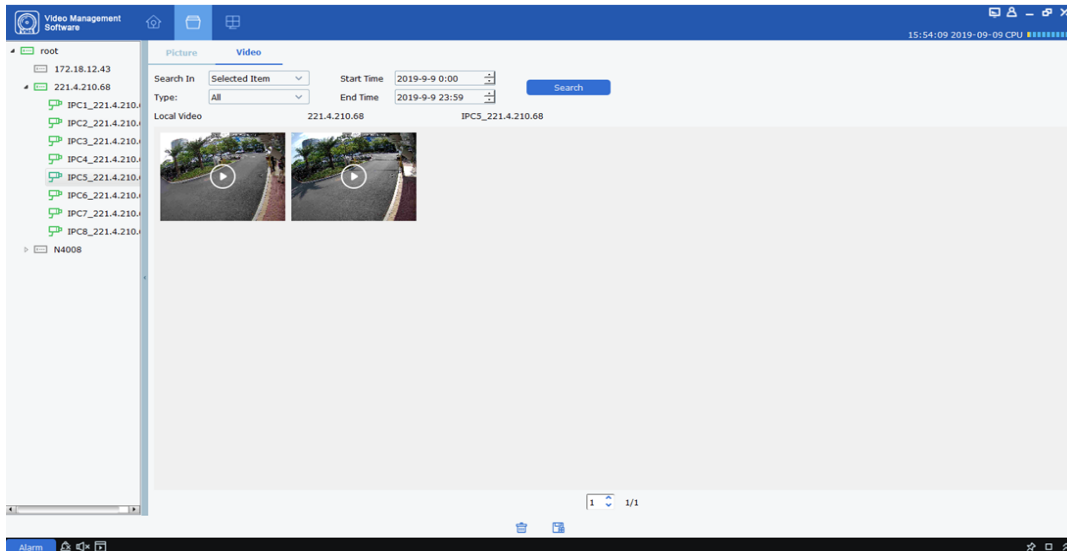 Video Management
Software
15:54:09 2019-09-09 CPU
root
172.18.12.43
221.4.210.68
IPC1_221.4.210.
IPC2_221.4.210.
IPC3_221.4.210.
IPC4_221.4.210.
IPC5_221.4.210.
IPC6_221.4.210.
IPC7_221.4.210.
IPC8_221.4.210.
N4008
Picture Video
Search In Selected Item Start Time 2019-9-9 0:00
Search
Type: All End Time 2019-9-9 23:59
Local Video 221.4.210.68 IPC5_221.4.210.68
1 1/1
Alarm